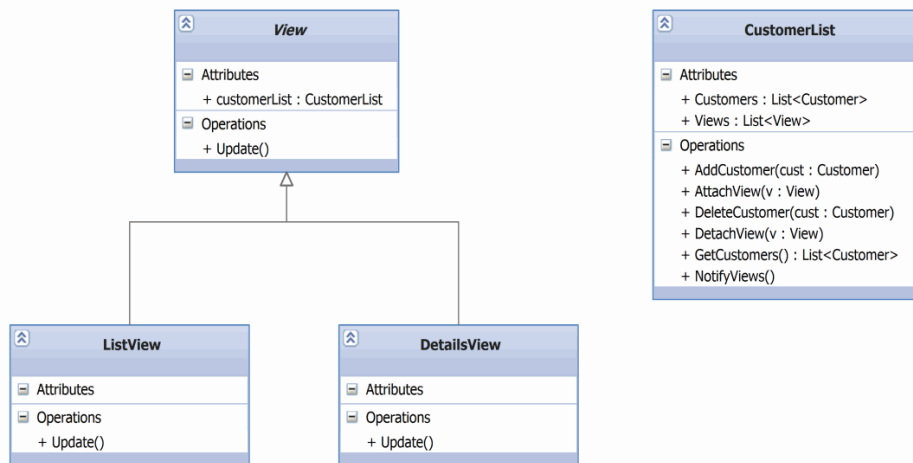 View
Attributes
+ customerList : CustomerList
Operations
+ Update()
CustomerList
Attributes
+ Customers : List<Customer>
+ Views : List<View>
Operations
+ AddCustomer(cust : Customer)
+ AttachView(v : View)
+ DeleteCustomer(cust : Customer)
+ DetachView(v : View)
+ GetCustomers() : List<Customer>
+ NotifyViews()
ListView
Attributes
Operations
+ Update()
DetailsView
Attributes
Operations
+ Update()